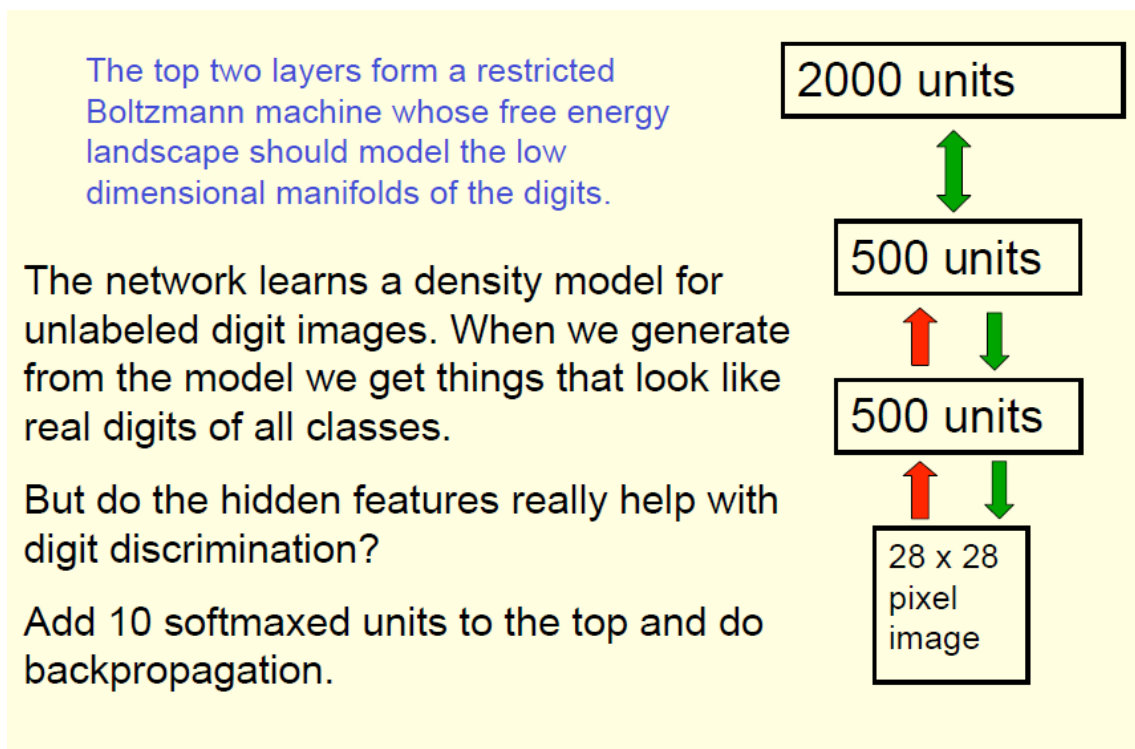 The top two layers form a restricted
Boltzmann machine whose free energy
landscape should model the low
dimensional manifolds of the digits.
The network learns a density model for
unlabeled digit images. When we generate
from the model we get things that look like
real digits of all classes.
But do the hidden features really help with
digit discrimination?
Add 10 softmaxed units to the top and do
backpropagation.
2000 units
500 units
500 units
28 x 28
pixel
image